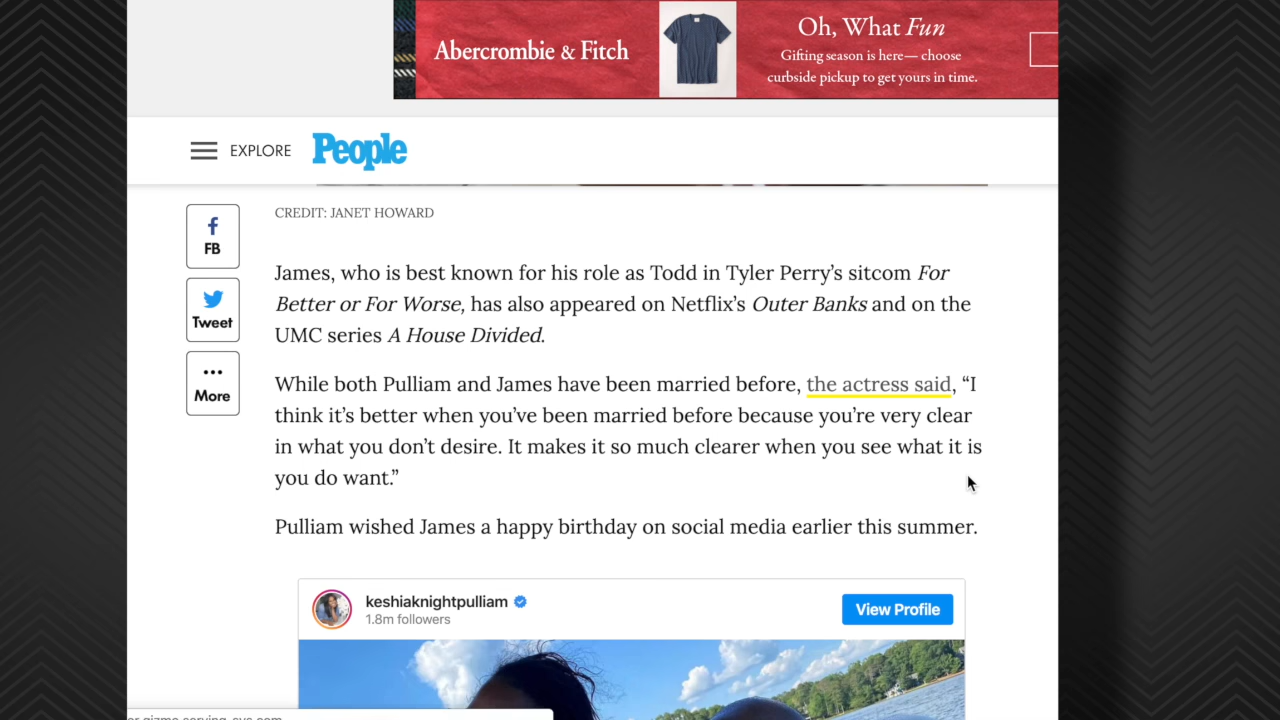 Abercrombie & Fitch
Oh, What Fun
Gifting season is here— choose
curbside pickup to get yours in time.
EXPLORE
People
FB
Tweet
More
CREDIT: JANET HOWARD
James, who is best known for his role as Todd in Tyler Perry’s sitcom For
Better or For Worse, has also appeared on Netflix’s Outer Banks and on the
UMC series A House Divided.
While both Pulliam and James have been married before, the actress said, “I
think it’s better when you’ve been married before because you’re very clear
in what you don’t desire. It makes it so much clearer when you see what it is
you do want.”
Pulliam wished James a happy birthday on social media earlier this summer.
keshiaknightpulliam
1.8m followers
View Profile